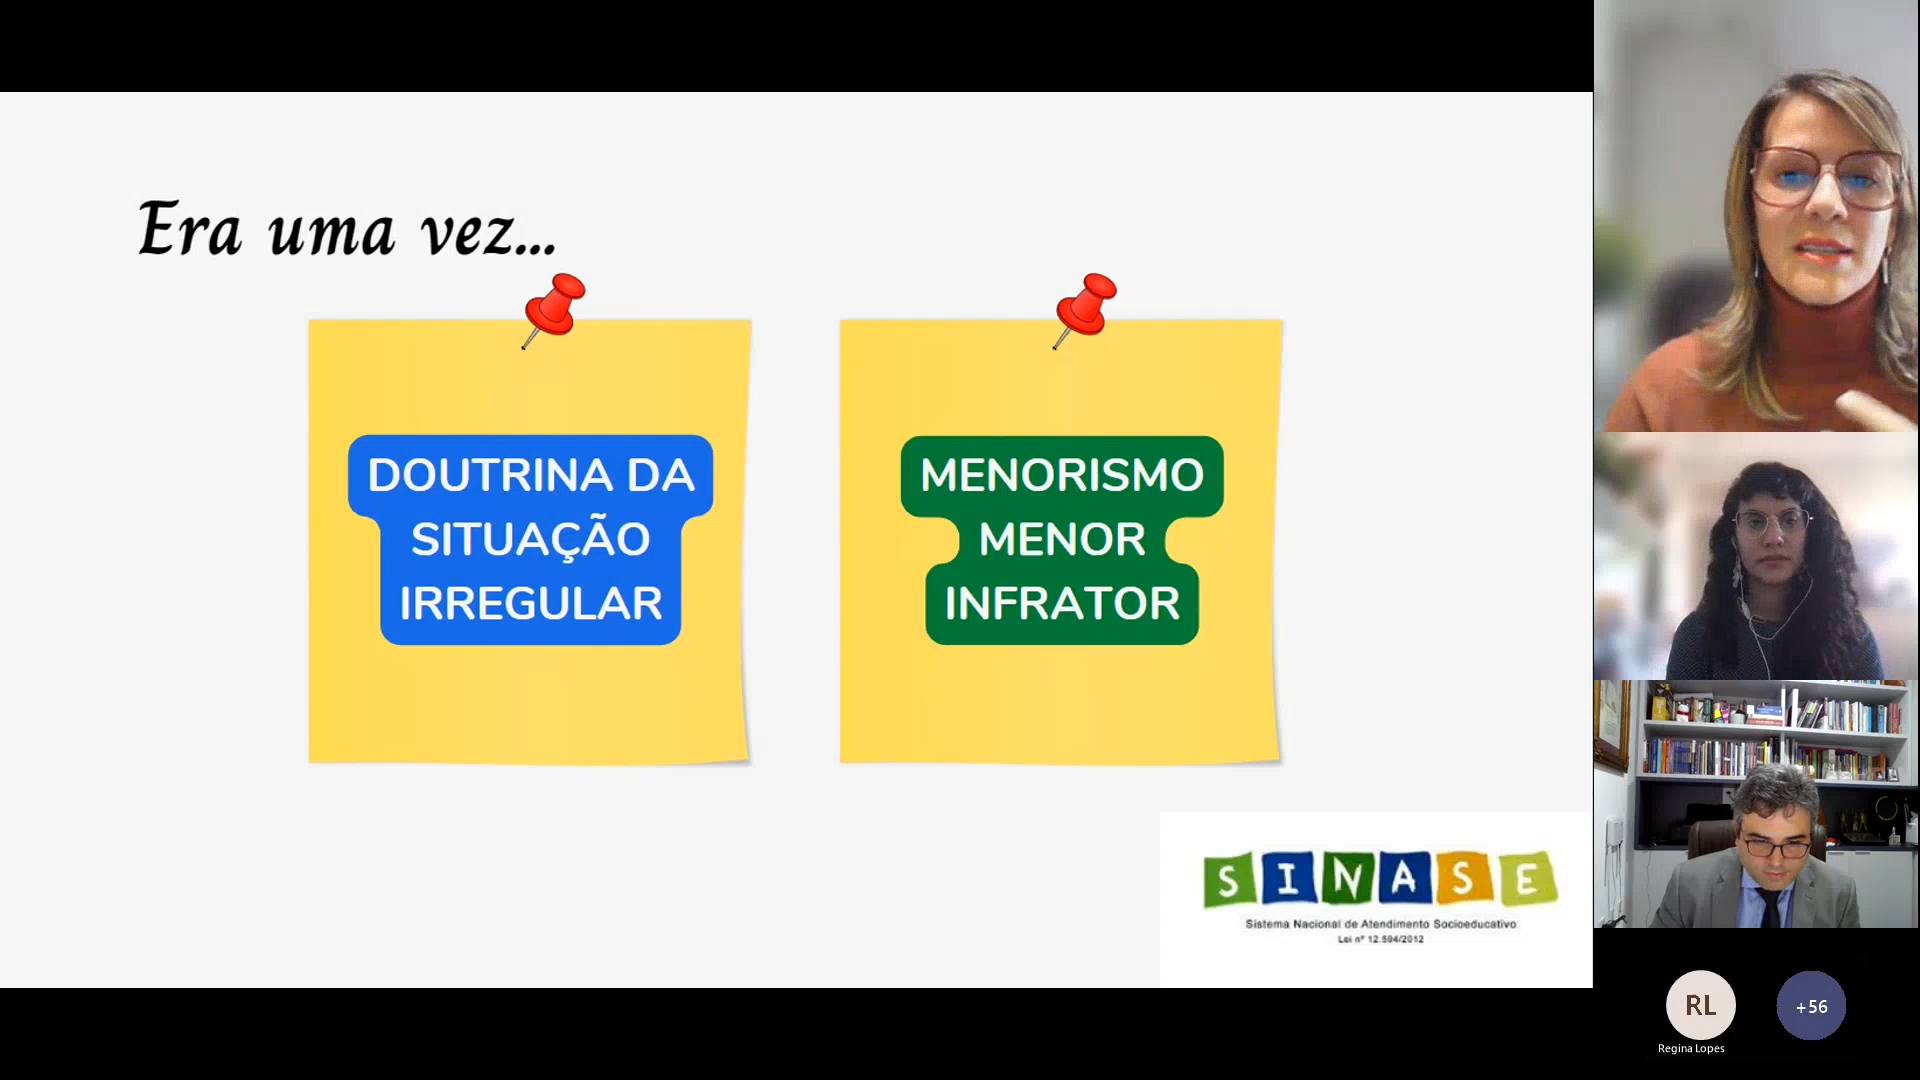 Era uma vez...
DOUTRINA DA
SITUAÇÃO
IRREGULAR
MENORISMO
MENOR
INFRATOR
SINASE
Sistema Nacional de Atendimento Socioeducativo
Lei nº 12.594/2012
RL
+56
Regina Lopes